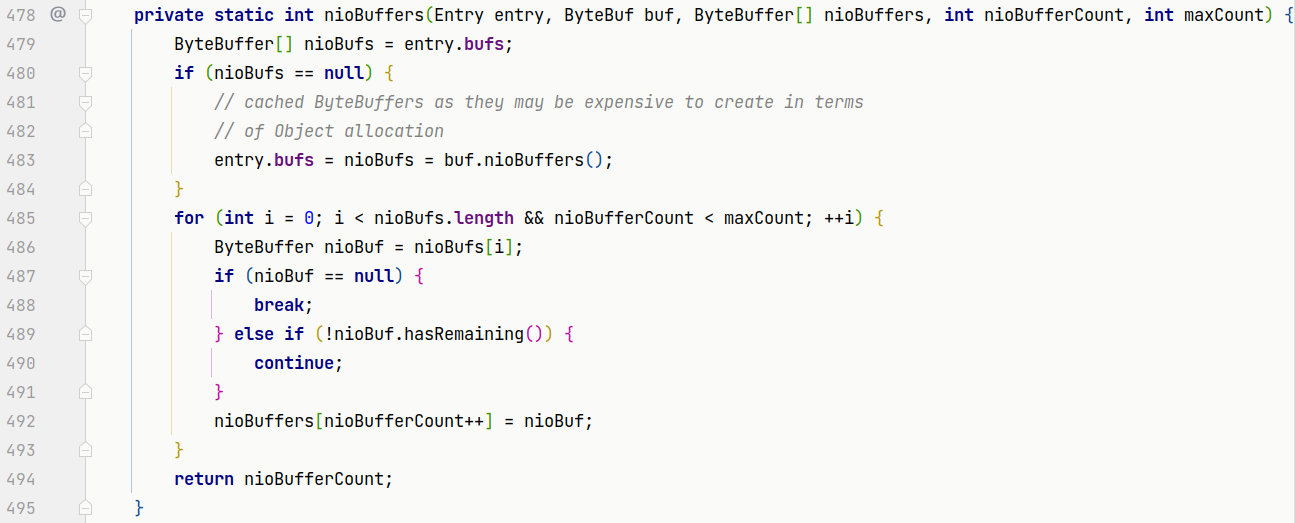 478 @ private static int nioBuffers(Entry entry, ByteBuf buf, ByteBuffer[] nioBuffers, int nioBufferCount, int maxCount) {
479 ByteBuffer[] nioBufs = entry.bufs;
480 if (nioBufs == null) {
481 // cached ByteBuffers as they may be expensive to create in terms
482 // of Object allocation
483 entry.bufs = nioBufs = buf.nioBuffers();
484 }
485 for (int i = 0; i < nioBufs.length && nioBufferCount < maxCount; ++i) {
486 ByteBuffer nioBuf = nioBufs[i];
487 if (nioBuf == null) {
488 break;
489 } else if (!nioBuf.hasRemaining()) {
490 continue;
491 }
492 nioBuffers[nioBufferCount++] = nioBuf;
493 }
494 return nioBufferCount;
495 }